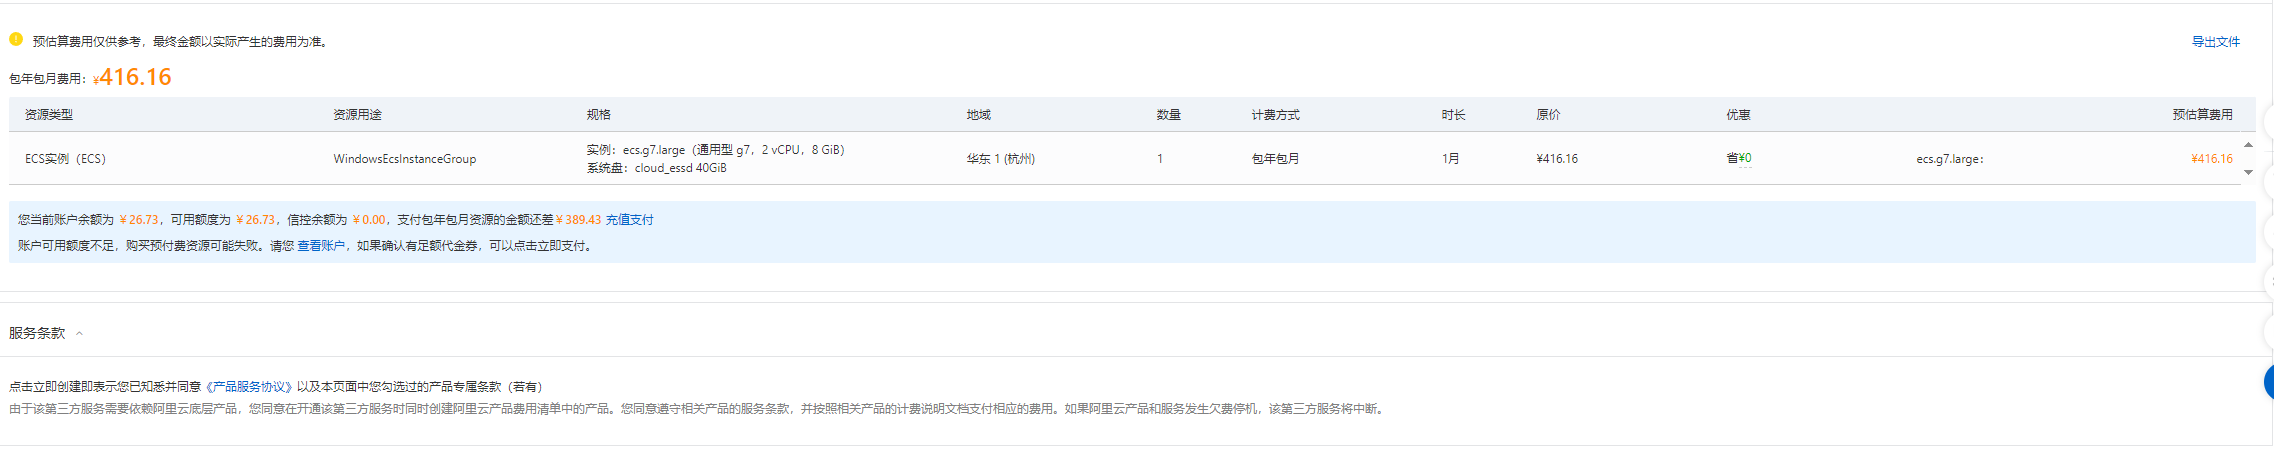 预估算费用仅供参考，最终金额以实际产生的费用为准。
导出文件
包年包月费用：¥416.16
资源类型 资源用途 规格 地域 数量 计费方式 时长 原价 优惠 预估算费用
ECS实例（ECS） WindowsEcsInstanceGroup 实例：ecs.g7.large（通用型 g7，2 vCPU，8 GiB） 华东 1 (杭州) 1 包年包月 1月 ¥416.16 省¥0 ecs.g7.large： ¥416.16
系统盘：cloud_essd 40GiB
您当前账户余额为 ¥26.73，可用额度为 ¥26.73，信控余额为 ¥0.00，支付包年包月资源的金额还差¥389.43 充值支付
账户可用额度不足，购买预付费资源可能失败。请您 查看账户，如果确认有足额代金券，可以点击立即支付。
服务条款
点击立即创建即表示您已知悉并同意《产品服务协议》以及本页面中您勾选过的产品专属条款（若有）
由于该第三方服务需要依赖阿里云底层产品，您同意在开通该第三方服务时同时创建阿里云产品费用清单中的产品。您同意遵守相关产品的服务条款，并按照相关产品的计费说明文档支付相应的费用。如果阿里云产品和服务发生欠费停机，该第三方服务将中断。